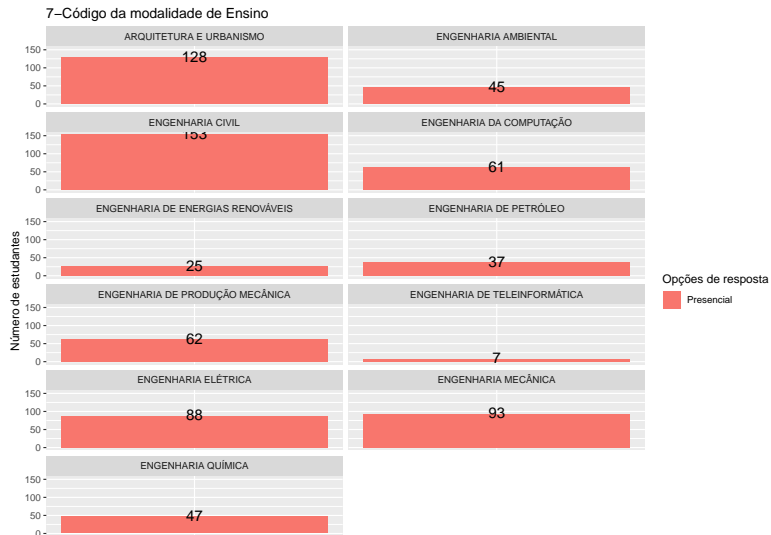 7−Código da modalidade de Ensino
ARQUITETURA E URBANISMO
ENGENHARIA AMBIENTAL
150
100
50
0
128
45
ENGENHARIA CIVIL
ENGENHARIA DA COMPUTAÇÃO
150
100
50
0
153
61
ENGENHARIA DE ENERGIAS RENOVÁVEIS
ENGENHARIA DE PETRÓLEO
150
100
50
0
25
37
ENGENHARIA DE PRODUÇÃO MECÂNICA
ENGENHARIA DE TELEINFORMÁTICA
150
100
50
0
62
7
ENGENHARIA ELÉTRICA
ENGENHARIA MECÂNICA
150
100
50
0
88
93
ENGENHARIA QUÍMICA
150
100
50
0
47
Número de estudantes
Opções de resposta
Presencial